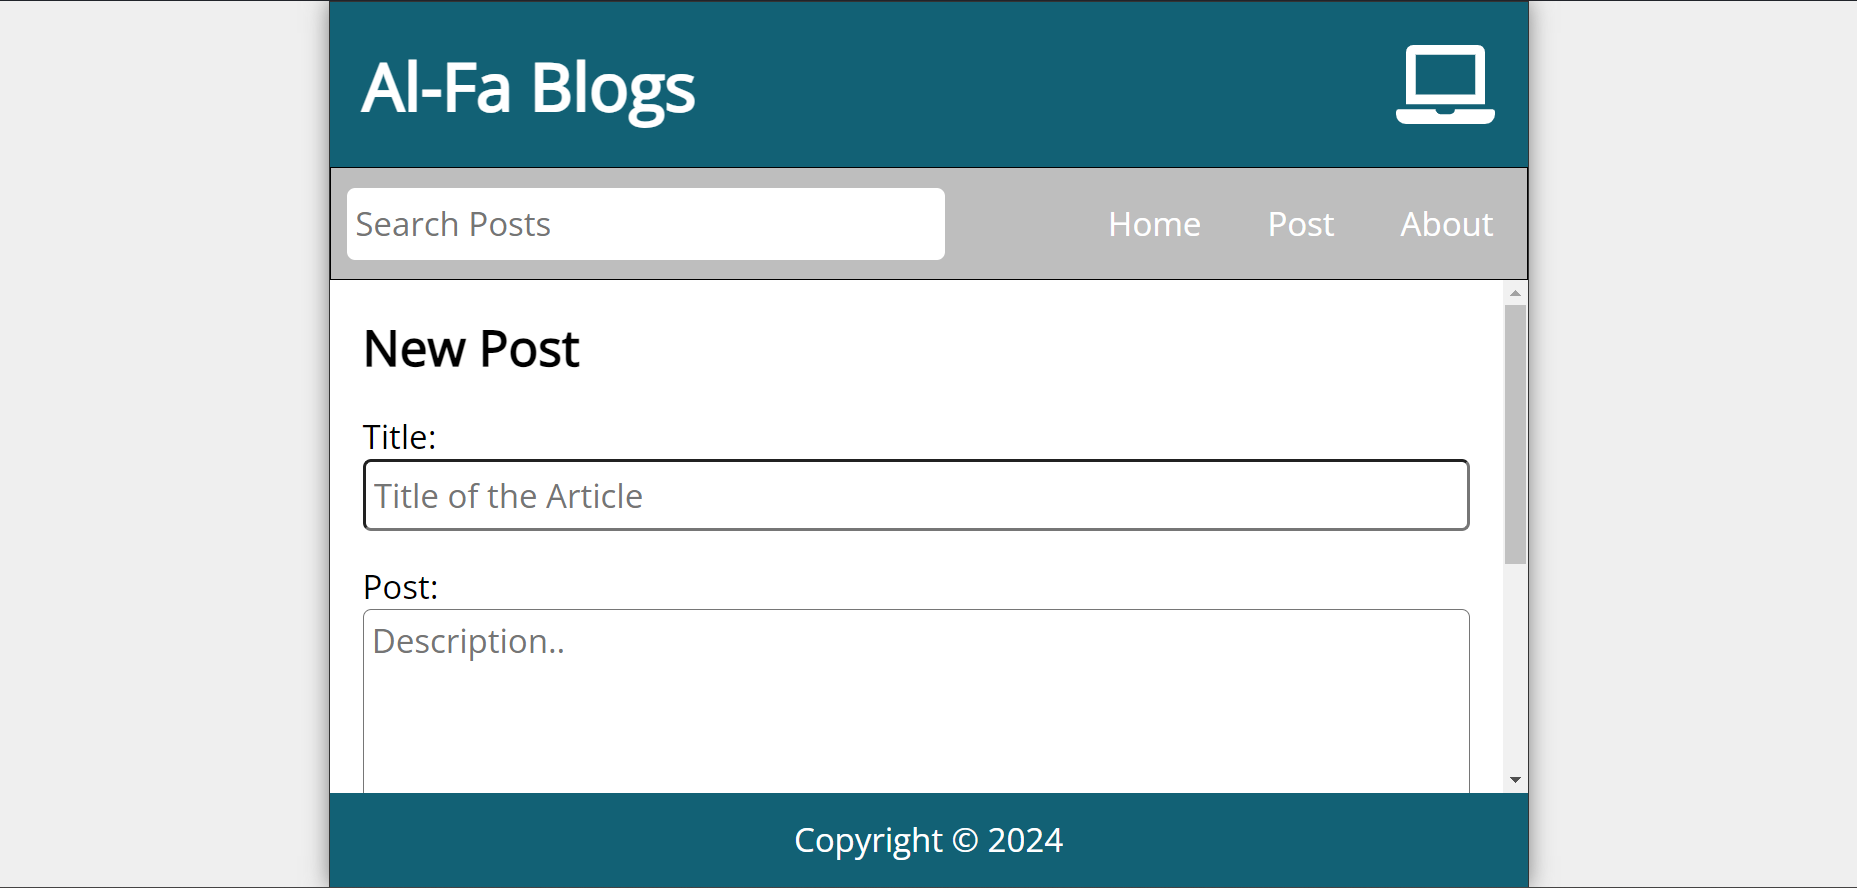 Al-Fa Blogs
Search Posts
Home Post About
New Post
Title:
Title of the Article
Post:
Description..
Copyright © 2024